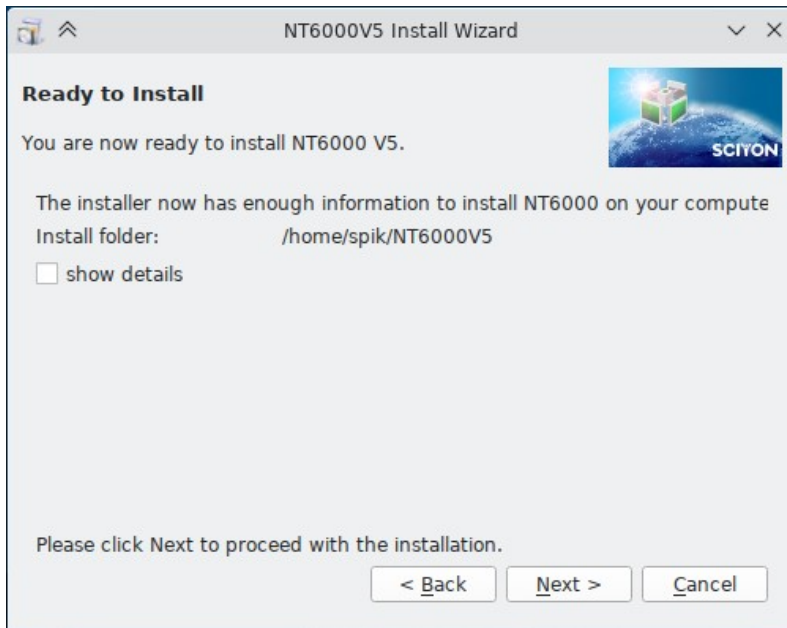 NT6000V5 Install Wizard
Ready to Install
You are now ready to install NT6000 V5.
SCIYON
The installer now has enough information to install NT6000 on your compute
Install folder: /home/spik/NT6000V5
show details
Please click Next to proceed with the installation.
< Back Next > Cancel